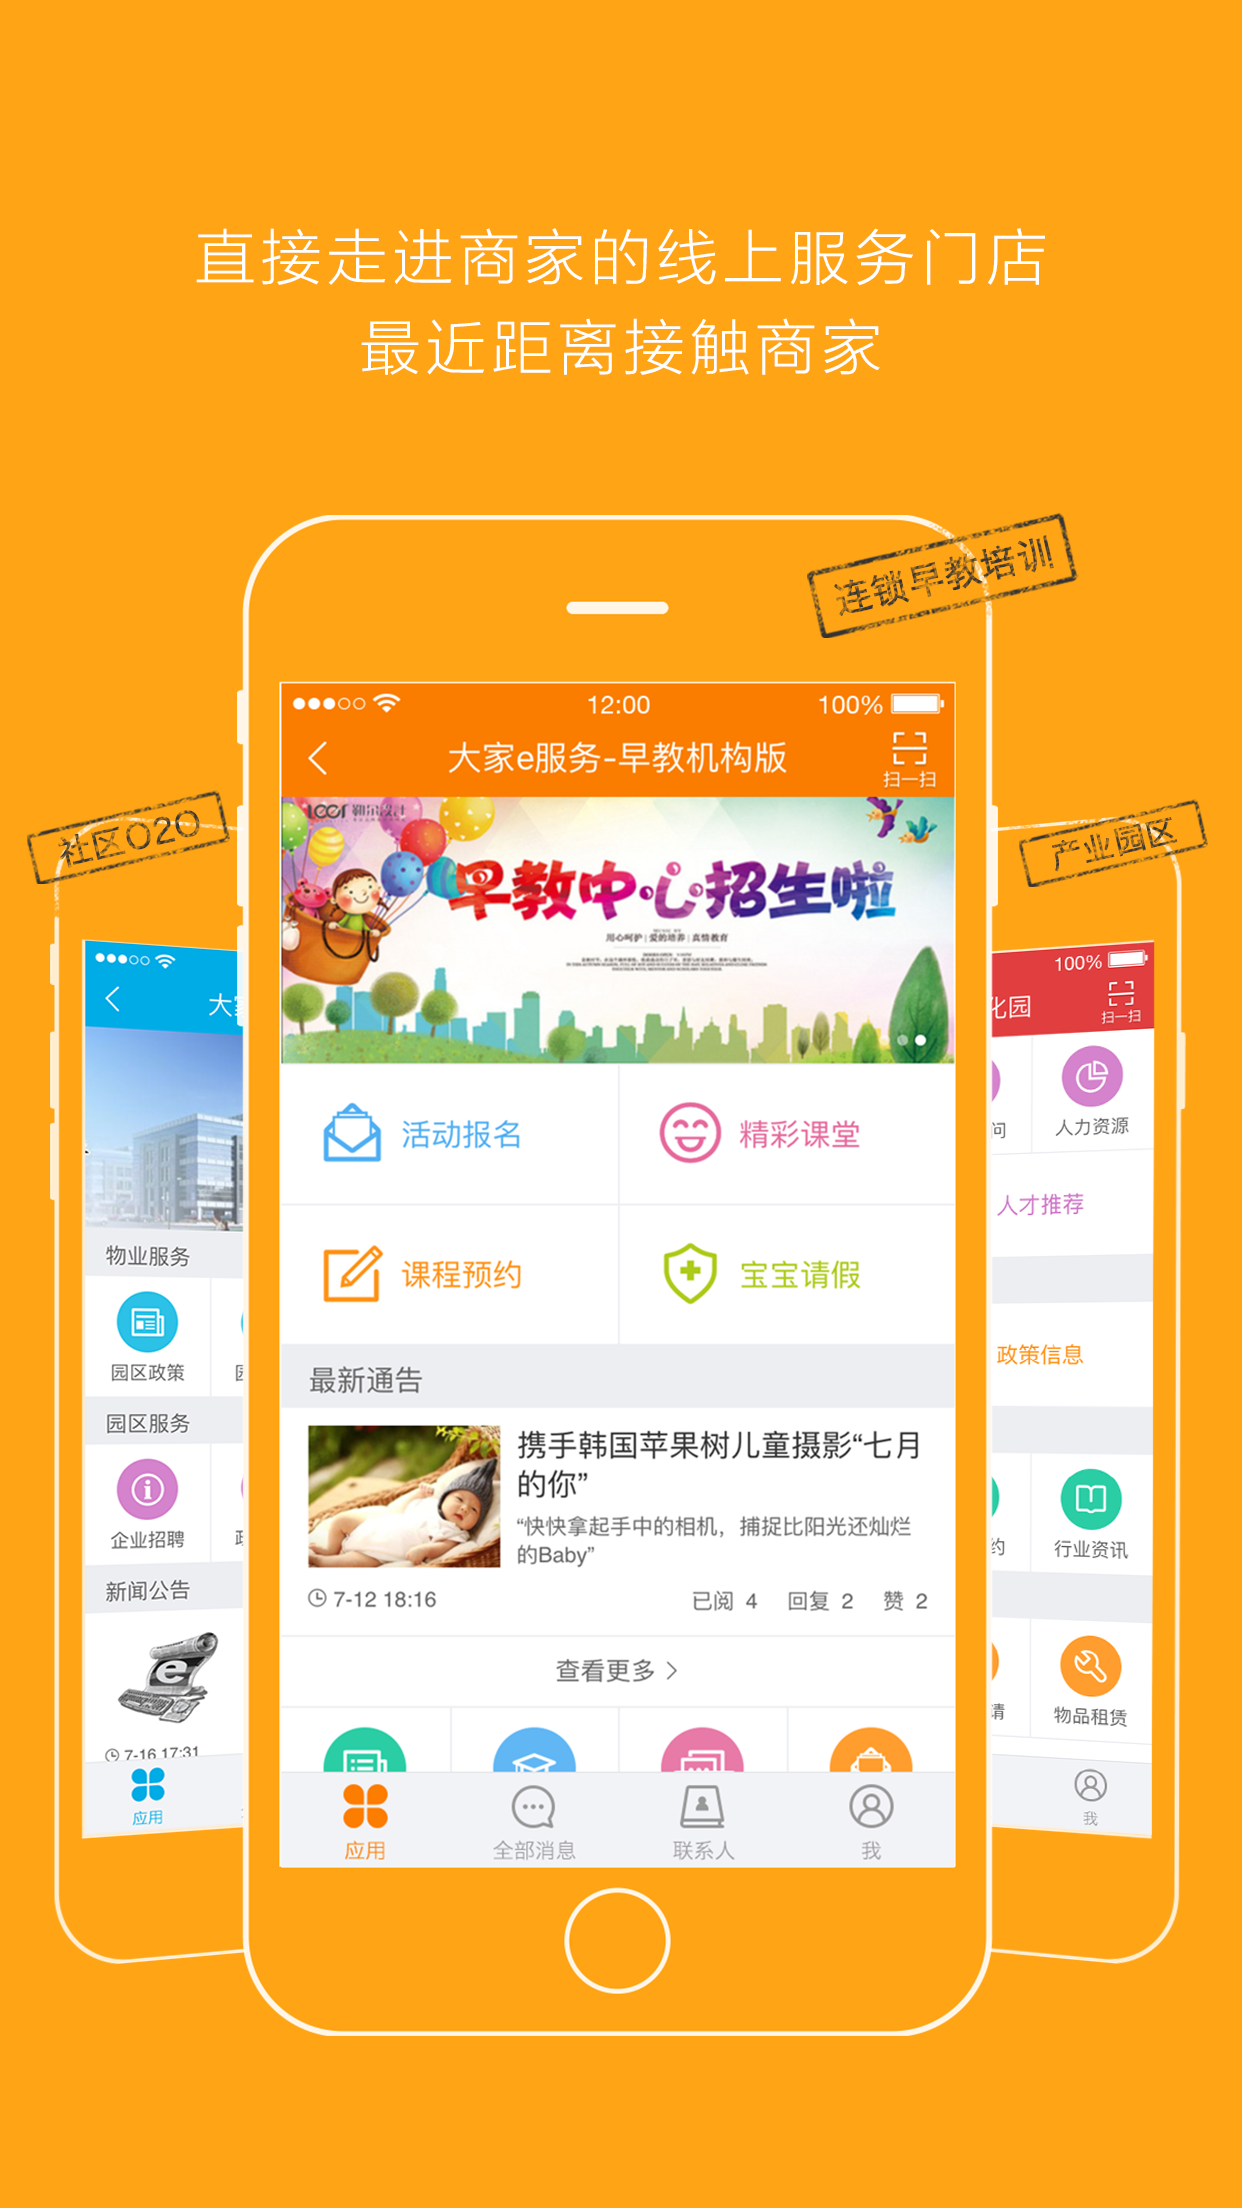 直接走进商家的线上服务门店
最近距离接触商家
连锁早教培训
社区O2O
产业园区
12:00
100%
大家e服务-早教机构版
扫一扫
勒尔设计
早教中心招生啦
用心呵护 | 爱的培养 | 真情教育
活动报名
精彩课堂
课程预约
宝宝请假
最新通告
携手韩国苹果树儿童摄影“七月
的你”
“快快拿起手中的相机，捕捉比阳光还灿烂
的Baby”
7-12 18:16
已阅 4
回复 2
赞 2
查看更多
应用
全部消息
联系人
我
大
物业服务
园区政策
园区服务
企业招聘
新闻公告
e
7-16 17:31
应用
100%
化园
扫一扫
问
人力资源
人才推荐
政策信息
约
行业资讯
请
物品租赁
我